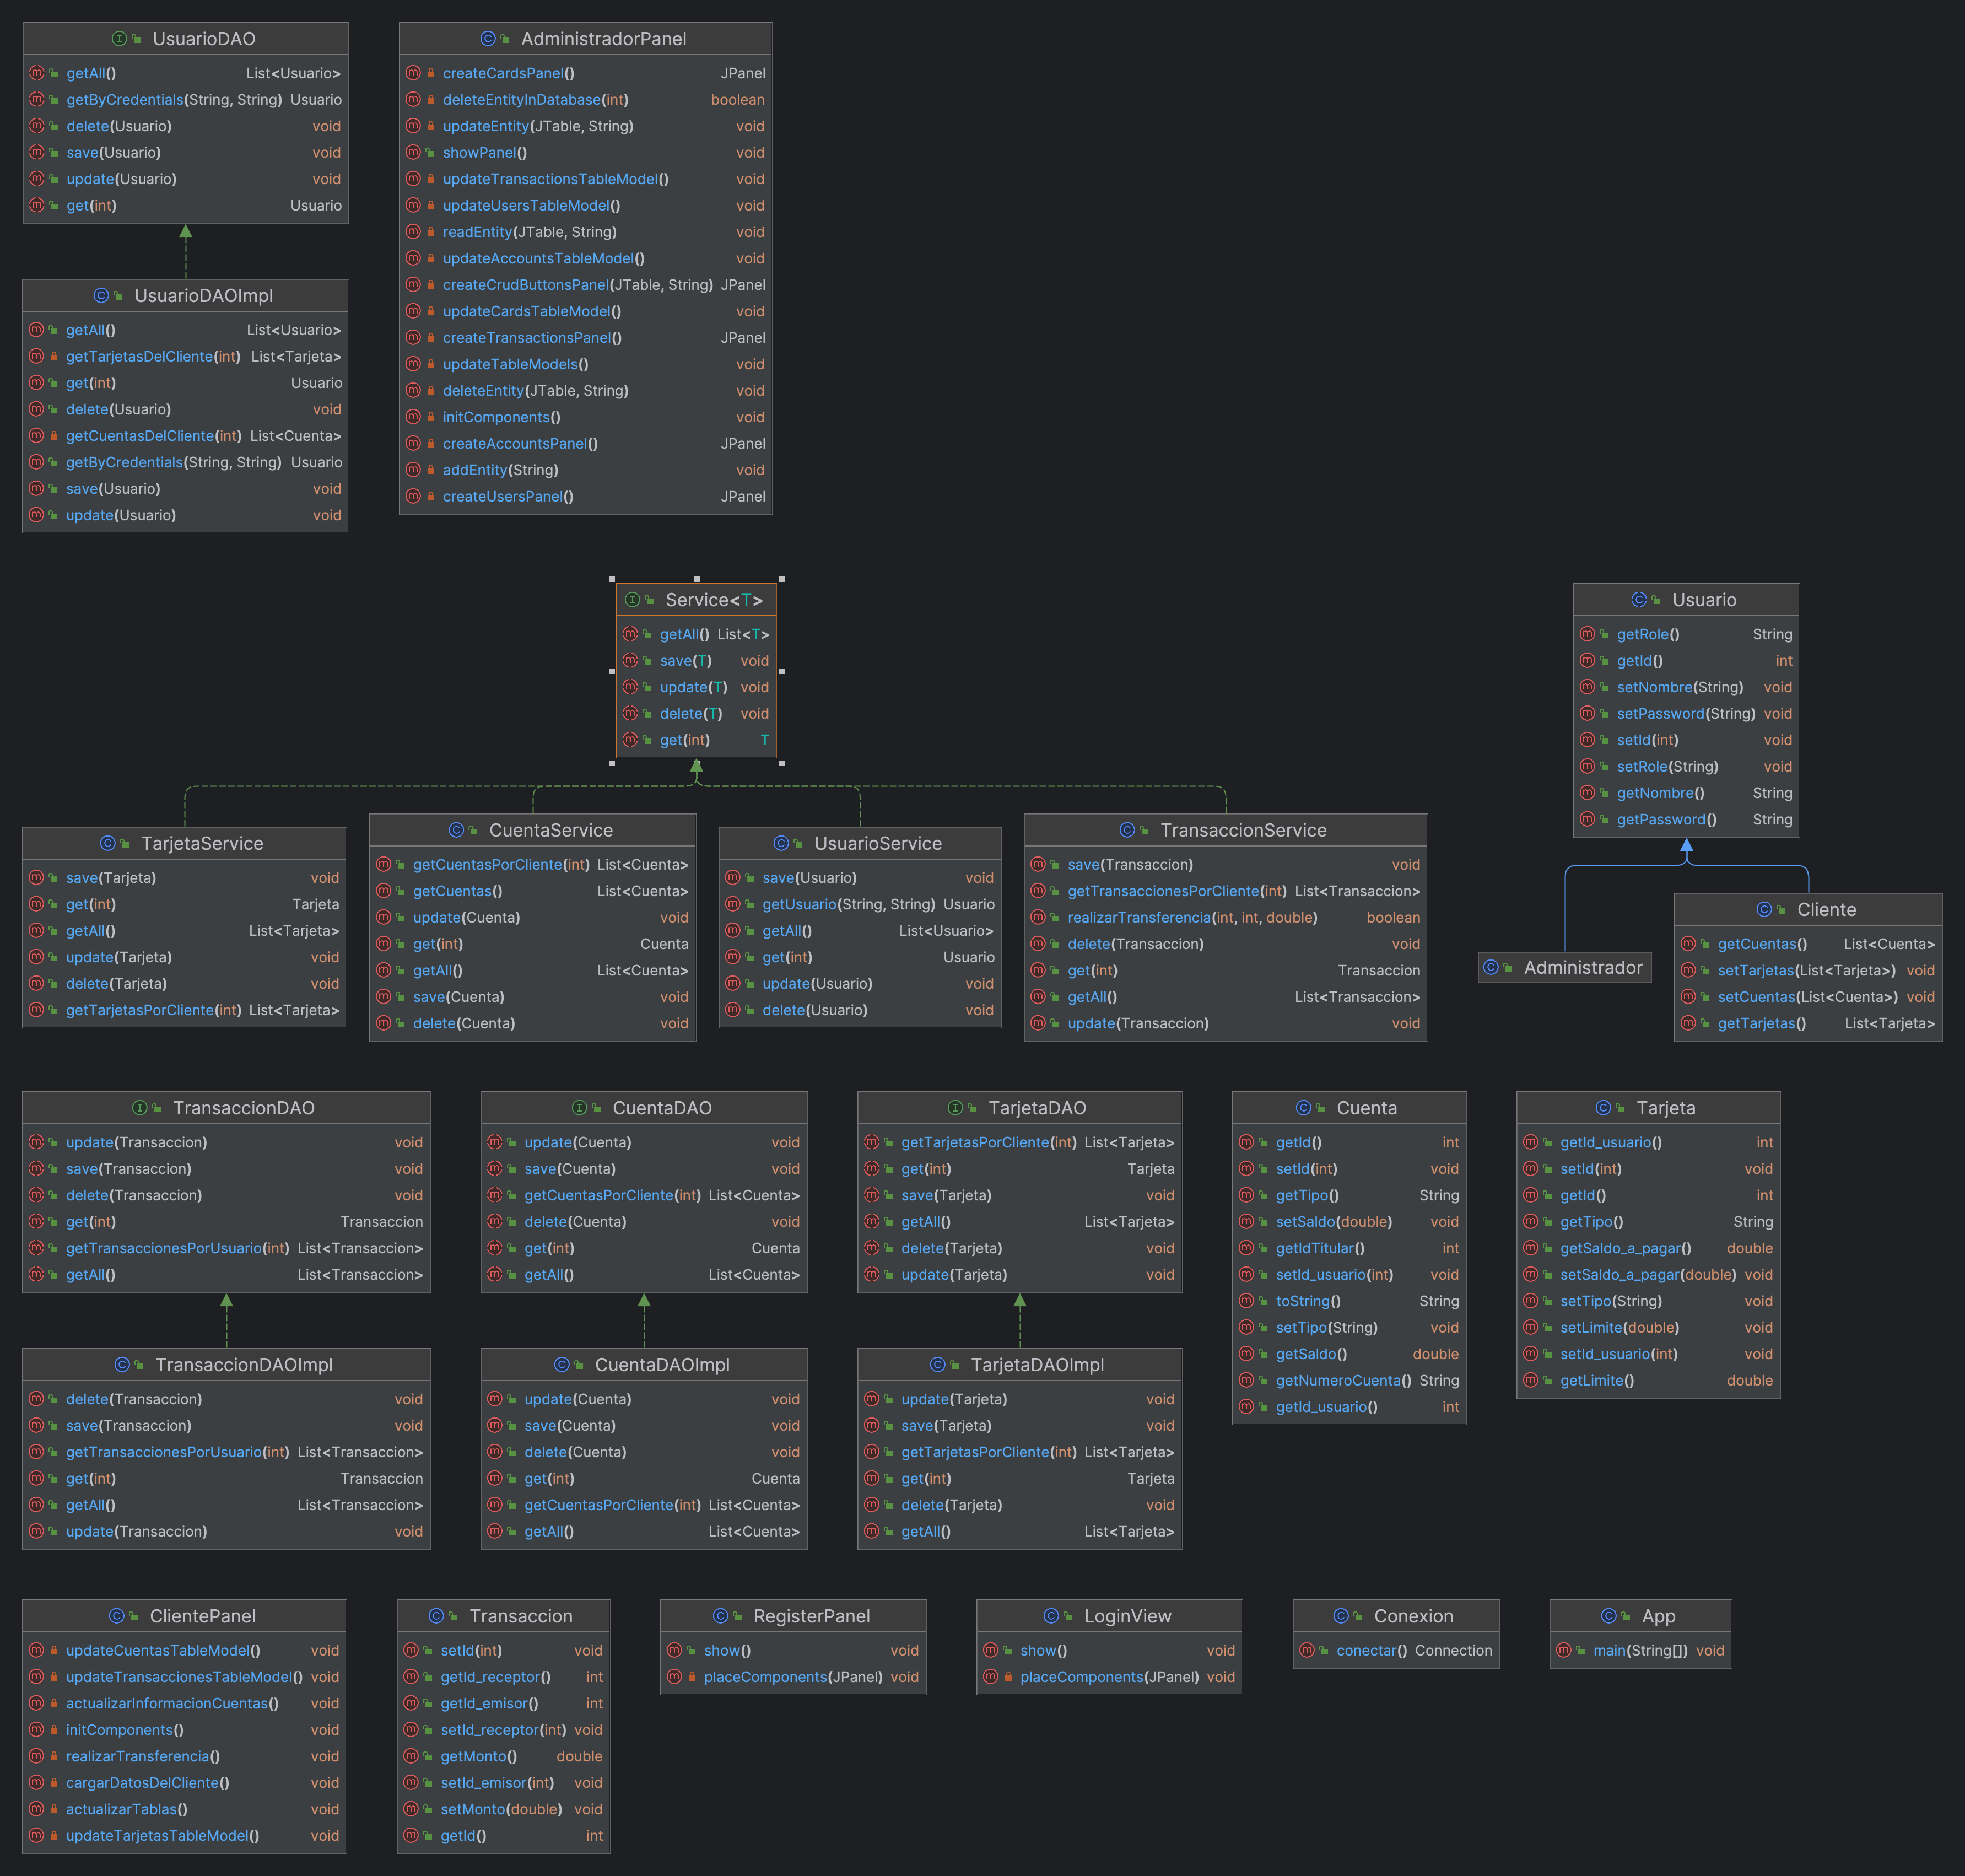 UsuarioDAO
getAll() List<Usuario>
getByCredentials(String, String) Usuario
delete(Usuario) void
save(Usuario) void
update(Usuario) void
get(int) Usuario
UsuarioDAOImpl
getAll() List<Usuario>
getTarjetasDelCliente(int) List<Tarjeta>
get(int) Usuario
delete(Usuario) void
getCuentasDelCliente(int) List<Cuenta>
getByCredentials(String, String) Usuario
save(Usuario) void
update(Usuario) void
AdministradorPanel
createCardsPanel() JPanel
deleteEntityInDatabase(int) boolean
updateEntity(JTable, String) void
showPanel() void
updateTransactionsTableModel() void
updateUsersTableModel() void
readEntity(JTable, String) void
updateAccountsTableModel() void
createCrudButtonsPanel(JTable, String) JPanel
updateCardsTableModel() void
createTransactionsPanel() JPanel
updateTableModels() void
deleteEntity(JTable, String) void
initComponents() void
createAccountsPanel() JPanel
addEntity(String) void
createUsersPanel() JPanel
Service<T>
getAll() List<T>
save(T) void
update(T) void
delete(T) void
get(int) T
Usuario
getRole() String
getId() int
setNombre(String) void
setPassword(String) void
setId(int) void
setRole(String) void
getNombre() String
getPassword() String
TarjetaService
save(Tarjeta) void
get(int) Tarjeta
getAll() List<Tarjeta>
update(Tarjeta) void
delete(Tarjeta) void
getTarjetasPorCliente(int) List<Tarjeta>
CuentaService
getCuentasPorCliente(int) List<Cuenta>
getCuentas() List<Cuenta>
update(Cuenta) void
get(int) Cuenta
getAll() List<Cuenta>
save(Cuenta) void
delete(Cuenta) void
UsuarioService
save(Usuario) void
getUsuario(String, String) Usuario
getAll() List<Usuario>
get(int) Usuario
update(Usuario) void
delete(Usuario) void
TransaccionService
save(Transaccion) void
getTransaccionesPorCliente(int) List<Transaccion>
realizarTransferencia(int, int, double) boolean
delete(Transaccion) void
get(int) Transaccion
getAll() List<Transaccion>
update(Transaccion) void
Administrador
Cliente
getCuentas() List<Cuenta>
setTarjetas(List<Tarjeta>) void
setCuentas(List<Cuenta>) void
getTarjetas() List<Tarjeta>
TransaccionDAO
update(Transaccion) void
save(Transaccion) void
delete(Transaccion) void
get(int) Transaccion
getTransaccionesPorUsuario(int) List<Transaccion>
getAll() List<Transaccion>
CuentaDAO
update(Cuenta) void
save(Cuenta) void
getCuentasPorCliente(int) List<Cuenta>
delete(Cuenta) void
get(int) Cuenta
getAll() List<Cuenta>
TarjetaDAO
getTarjetasPorCliente(int) List<Tarjeta>
get(int) Tarjeta
save(Tarjeta) void
getAll() List<Tarjeta>
delete(Tarjeta) void
update(Tarjeta) void
Cuenta
getId() int
setId(int) void
getTipo() String
setSaldo(double) void
getIdTitular() int
setId_usuario(int) void
toString() String
setTipo(String) void
getSaldo() double
getNumeroCuenta() String
getId_usuario() int
Tarjeta
getId_usuario() int
setId(int) void
getId() int
getTipo() String
getSaldo_a_pagar() double
setSaldo_a_pagar(double) void
setTipo(String) void
setLimite(double) void
setId_usuario(int) void
getLimite() double
TransaccionDAOImpl
delete(Transaccion) void
save(Transaccion) void
getTransaccionesPorUsuario(int) List<Transaccion>
get(int) Transaccion
getAll() List<Transaccion>
update(Transaccion) void
CuentaDAOImpl
update(Cuenta) void
save(Cuenta) void
delete(Cuenta) void
get(int) Cuenta
getCuentasPorCliente(int) List<Cuenta>
getAll() List<Cuenta>
TarjetaDAOImpl
update(Tarjeta) void
save(Tarjeta) void
getTarjetasPorCliente(int) List<Tarjeta>
get(int) Tarjeta
delete(Tarjeta) void
getAll() List<Tarjeta>
ClientePanel
updateCuentasTableModel() void
updateTransaccionesTableModel() void
actualizarInformacionCuentas() void
initComponents() void
realizarTransferencia() void
cargarDatosDelCliente() void
actualizarTablas() void
updateTarjetasTableModel() void
Transaccion
setId(int) void
getId_receptor() int
getId_emisor() int
setId_receptor(int) void
getMonto() double
setId_emisor(int) void
setMonto(double) void
getId() int
RegisterPanel
show() void
placeComponents(JPanel) void
LoginView
show() void
placeComponents(JPanel) void
Conexion
conectar() Connection
App
main(String[]) void